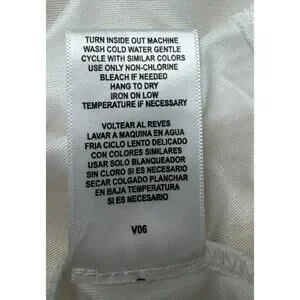 TURN INSIDE OUT MACHINE
WASH COLD WATER GENTLE
CYCLE WITH SIMILAR COLORS
USE ONLY NON-CHLORINE
BLEACH IF NEEDED
HANG TO DRY
IRON ON LOW
TEMPERATURE IF NECESSARY
VOLTEAR AL REVES
LAVAR A MAQUINA EN AGUA
FRIA CICLO LENTO DELICADO
CON COLORES SIMILARES
USAR SOLO BLANQUEADOR
SIN CLORO SI ES NECESARIO
SECAR COLGADO PLANCHAR
EN BAJA TEMPERATURA
SI ES NECESARIO
V06